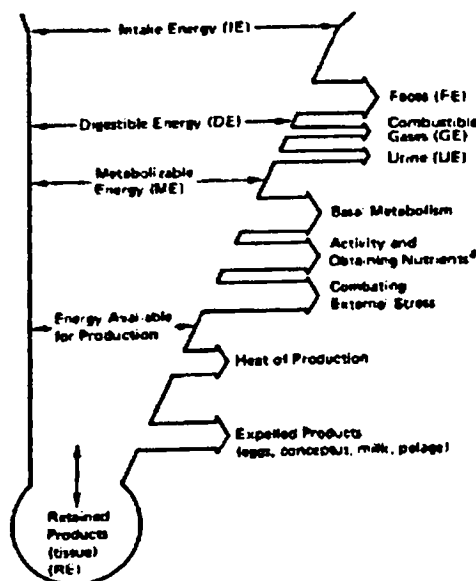 Intake Energy (IE)
Feces (FE)
Digestible Energy (DE)
Combustible
Gases (GE)
Urine (UE)
Metabolizable
Energy (ME)
Basal Metabolism
Activity and
Obtaining Nutrients
Combating
External Stress
Energy Available
for Production
Heat of Production
Expelled Products
(eggs, conceptus, milk, pelage)
Retained
Products
(tissue)
(RE)